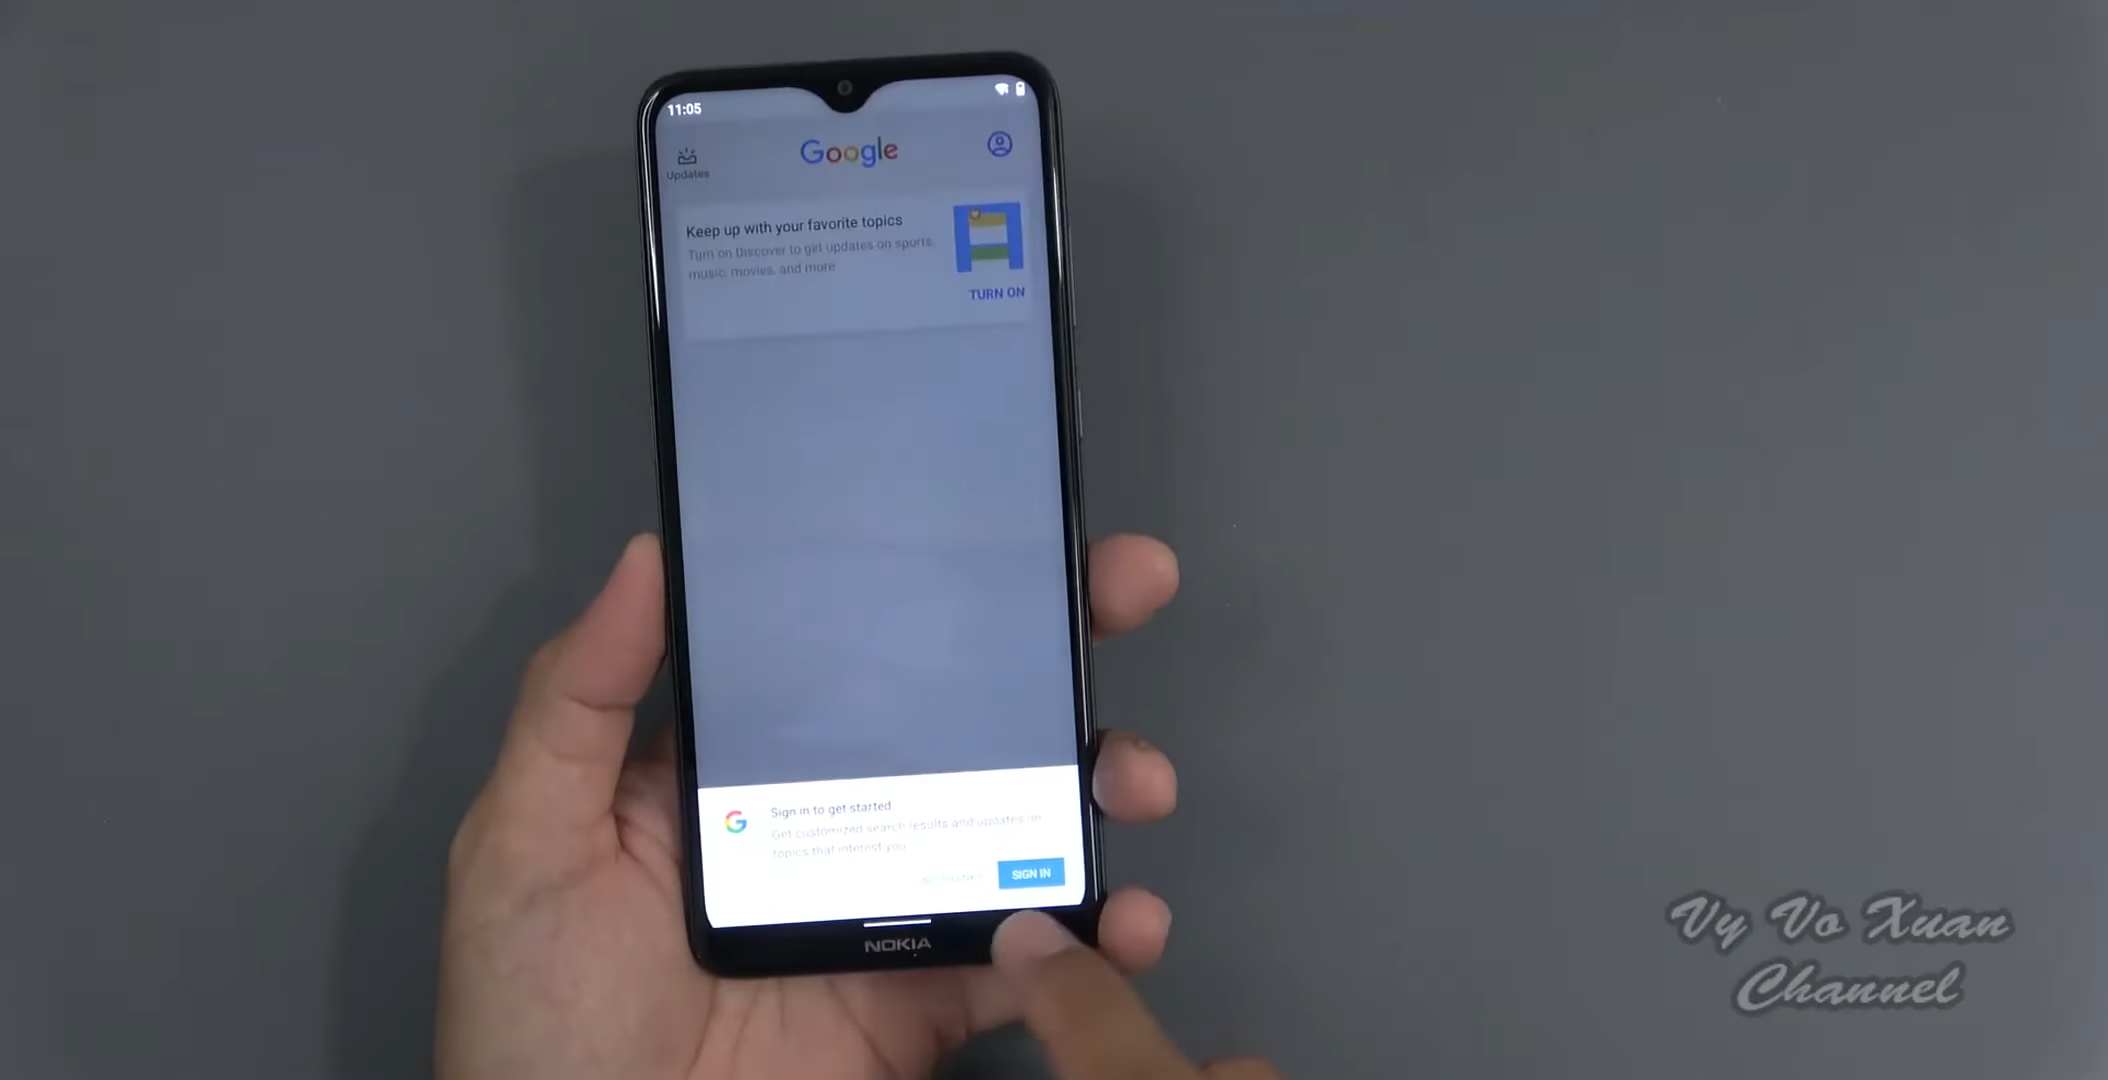 11:05
Updates
Google
Keep up with your favorite topics
Turn on Discover to get updates on sports,
music, movies, and more
TURN ON
Sign in to get started
Get customized search results and updates on
topics that interest you
SIGN IN
NOKIA
Vy Vo Xuan
Channel